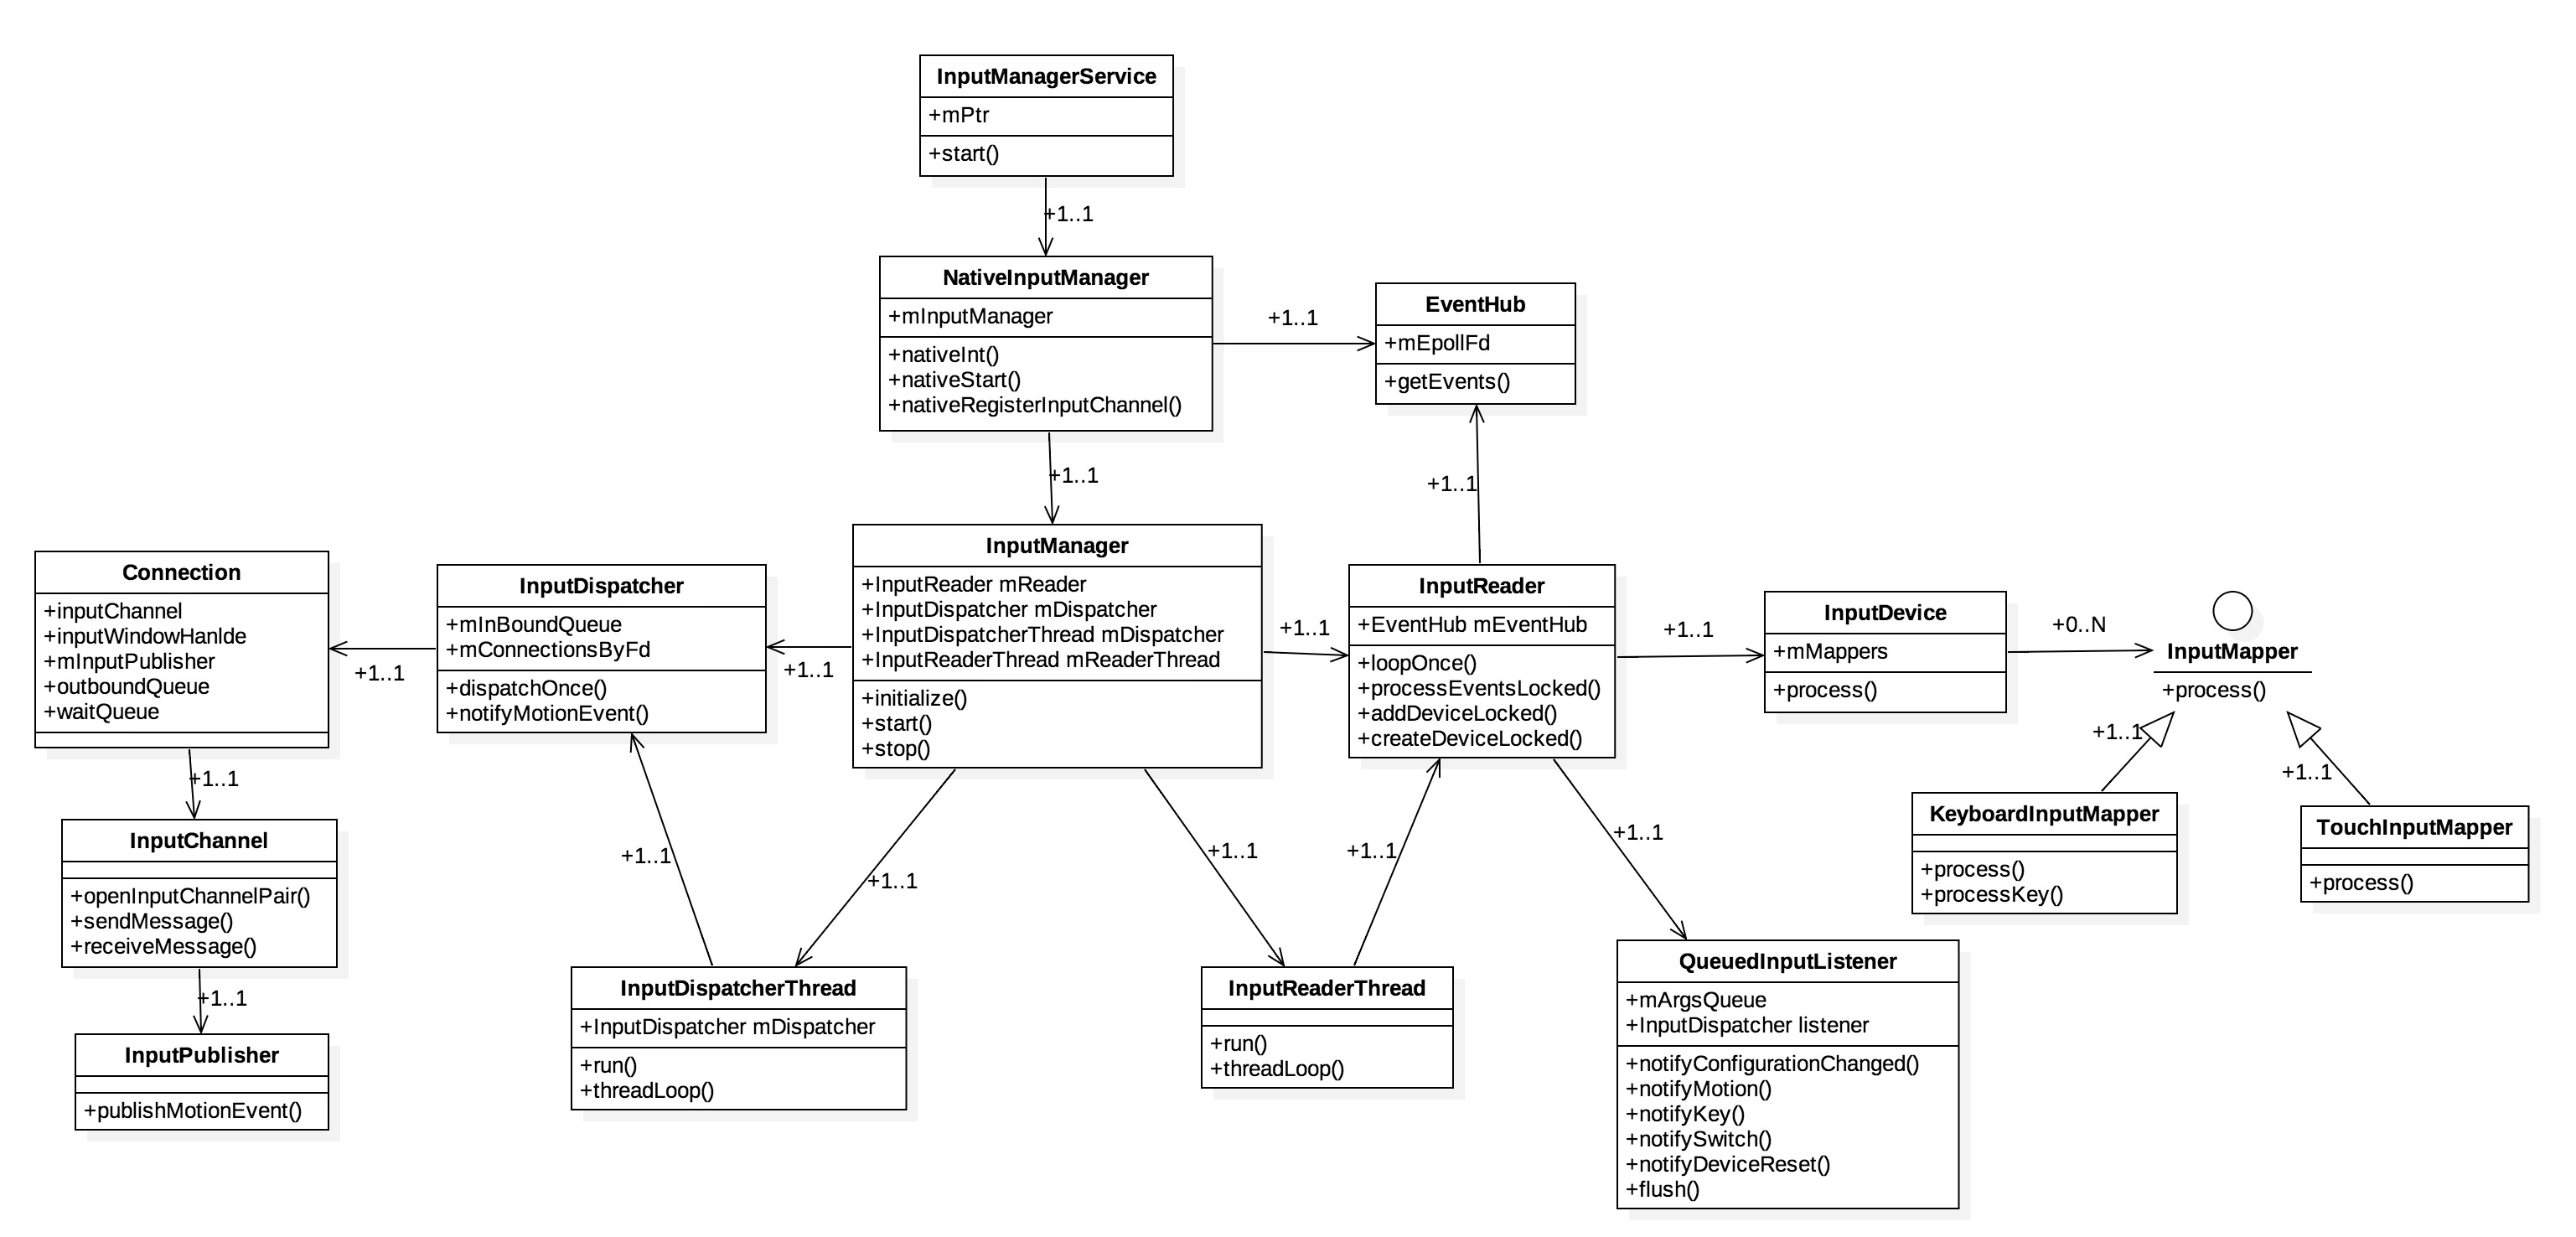 InputManagerService
+mPtr
+start()
+1..1
NativeInputManager
+mInputManager
+nativeInt()
+nativeStart()
+nativeRegisterInputChannel()
+1..1
EventHub
+mEpollFd
+getEvents()
+1..1
+1..1
Connection
+inputChannel
+inputWindowHanlde
+mInputPublisher
+outboundQueue
+waitQueue
+1..1
InputDispatcher
+mInBoundQueue
+mConnectionsByFd
+dispatchOnce()
+notifyMotionEvent()
+1..1
InputManager
+InputReader mReader
+InputDispatcher mDispatcher
+InputDispatcherThread mDispatcher
+InputReaderThread mReaderThread
+initialize()
+start()
+stop()
+1..1
InputReader
+EventHub mEventHub
+loopOnce()
+processEventsLocked()
+addDeviceLocked()
+createDeviceLocked()
+1..1
InputDevice
+mMappers
+process()
+0..N
InputMapper
+process()
+1..1
+1..1
+1..1
InputChannel
+openInputChannelPair()
+sendMessage()
+receiveMessage()
+1..1
+1..1
+1..1
+1..1
+1..1
KeyboardInputMapper
+process()
+processKey()
TouchInputMapper
+process()
+1..1
InputPublisher
+publishMotionEvent()
InputDispatcherThread
+InputDispatcher mDispatcher
+run()
+threadLoop()
InputReaderThread
+run()
+threadLoop()
QueuedInputListener
+mArgsQueue
+InputDispatcher listener
+notifyConfigurationChanged()
+notifyMotion()
+notifyKey()
+notifySwitch()
+notifyDeviceReset()
+flush()